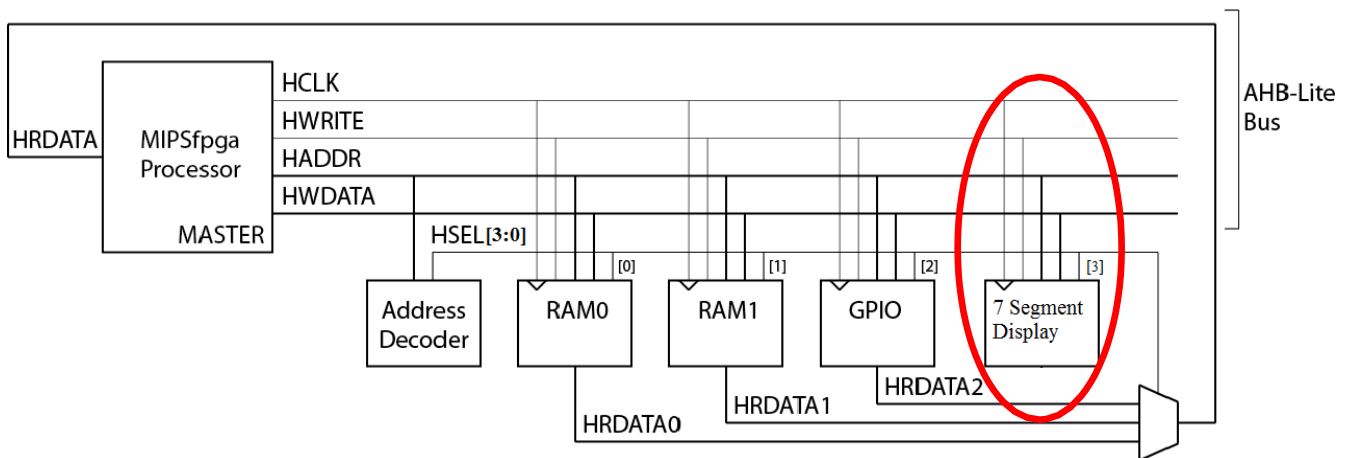 HCLK
HWRITE
HADDR
HWDATA
HRDATA
MIPSfpga
Processor
MASTER
AHB-Lite
Bus
HSEL[3:0]
[0]
[1]
[2]
[3]
Address
Decoder
RAM0
RAM1
GPIO
7 Segment
Display
HRDATA2
HRDATA1
HRDATA0